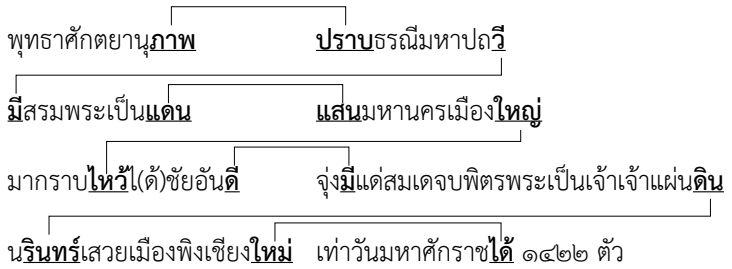 พุทธาศักตยานุภาพ ปราบธรณีมหาปถวี
มีสรมพระเป็นแดน แสนมหานครเมืองใหญ่
มากราบไหว้ไ(ด้)ชัยอันดี จุ่งมีแด่สมเดจบพิตรพระเป็นเจ้าเจ้าแผ่นดิน
นรินทร์เสวยเมืองพิงเชียงใหม่ เท่าวันมหาศักราชได้ ๑๔๒๒ ตัว